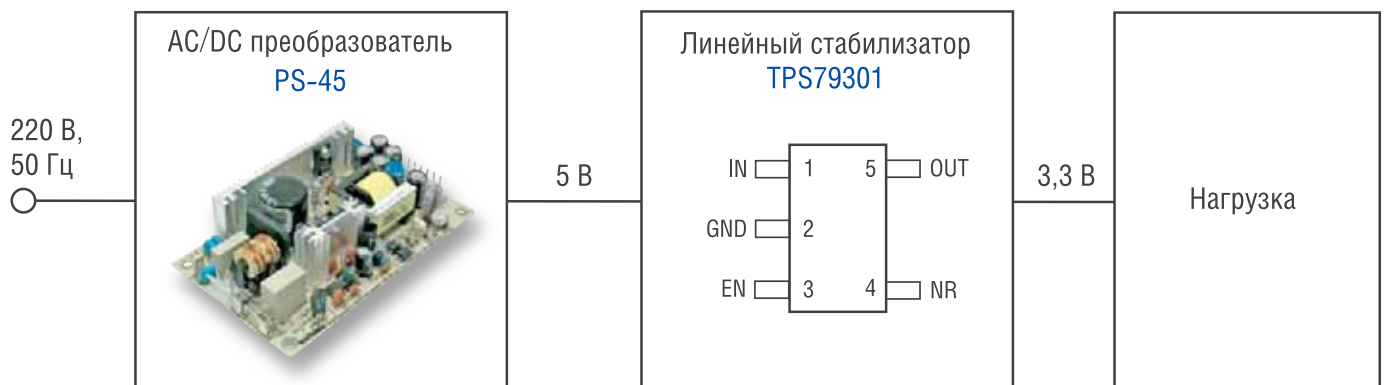 220 В,
50 Гц
AC/DC преобразователь
PS-45
5 В
Линейный стабилизатор
TPS79301
IN 1 5 OUT
GND 2
EN 3 4 NR
3,3 В
Нагрузка